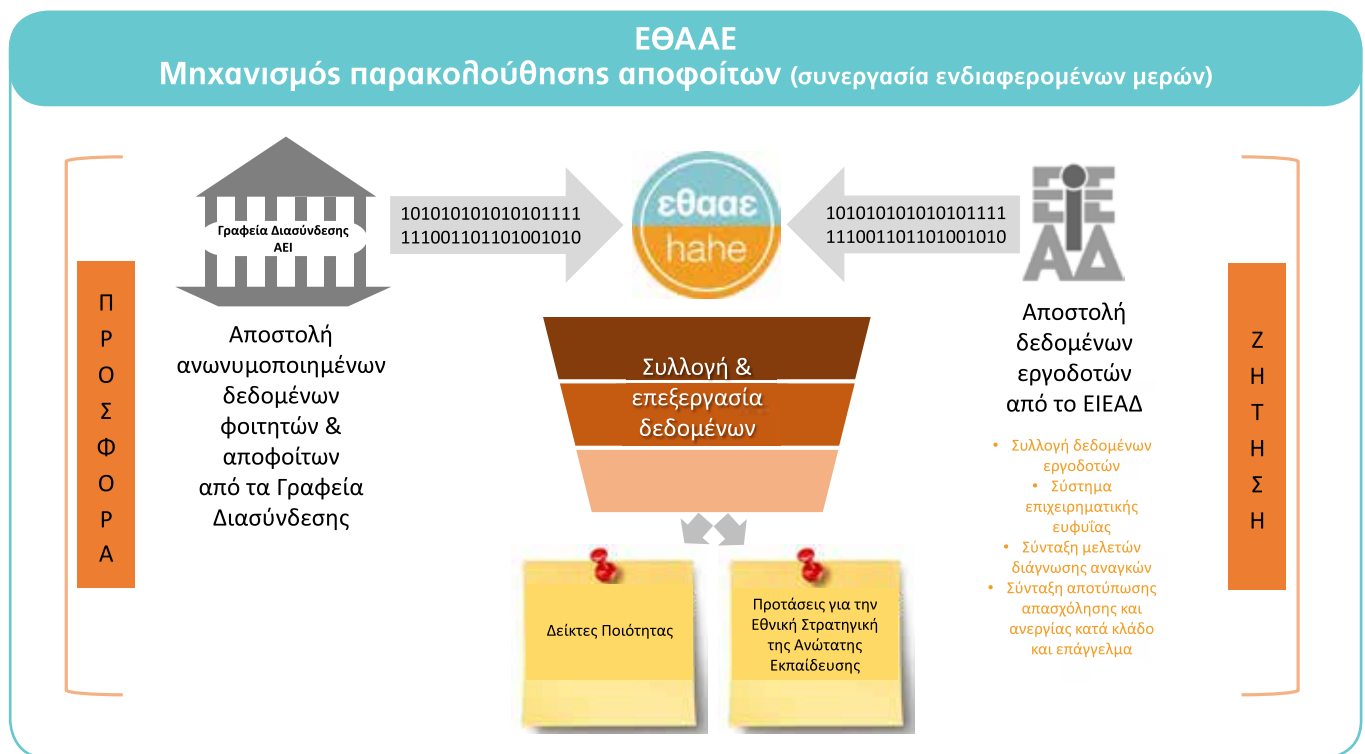 ΕΘΑΑΕ
Μηχανισμός παρακολούθησης αποφοίτων (συνεργασία ενδιαφερομένων μερών)
Π
Ρ
Ο
Σ
Φ
Ο
Ρ
Α
Γραφεία Διασύνδεσης
ΑΕΙ
Αποστολή
ανωνυμοποιημένων
δεδομένων
φοιτητών &
αποφοίτων
από τα Γραφεία
Διασύνδεσης
101010101010101111
111001101101001010
εθααε
hahe
101010101010101111
111001101101001010
Συλλογή &
επεξεργασία
δεδομένων
Δείκτες Ποιότητας
Προτάσεις για την
Εθνική Στρατηγική
της Ανώτατης
Εκπαίδευσης
ΕΙΕ
ΑΔ
Αποστολή
δεδομένων
εργοδοτών
από το ΕΙΕΑΔ
• Συλλογή δεδομένων
εργοδοτών
• Σύστημα
επιχειρηματικής
ευφυΐας
• Σύνταξη μελετών
διάγνωσης αναγκών
• Σύνταξη αποτύπωσης
απασχόλησης και
ανεργίας κατά κλάδο
και επάγγελμα
Ζ
Η
Τ
Η
Σ
Η